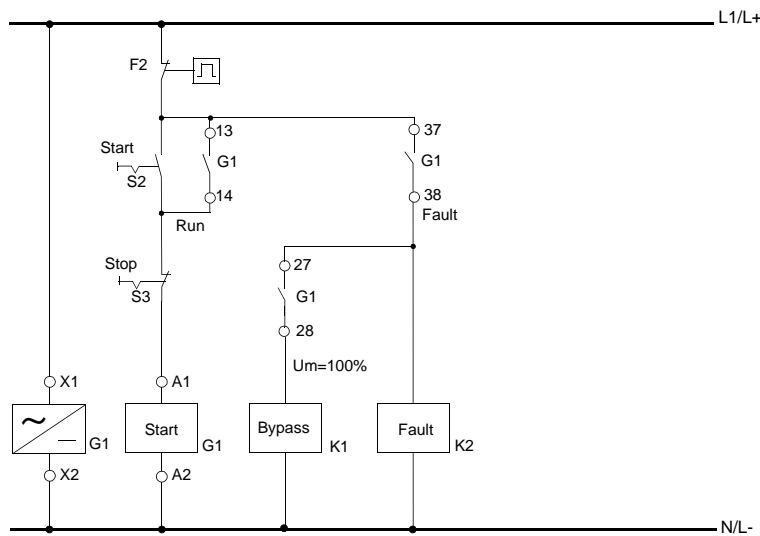 L1/L+
F2
13
37
Start
G1
G1
S2
14
38
Run
Fault
Stop
27
S3
G1
28
Um=100%
X1
A1
Start
Bypass
Fault
G1
G1
K1
K2
X2
A2
N/L-